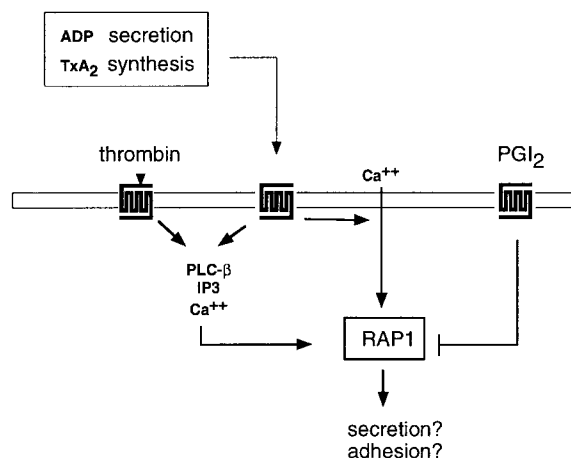 ADP secretion
TxA₂ synthesis
thrombin
Ca⁺⁺
PGI₂
PLC-β
IP3
Ca⁺⁺
RAP1
secretion?
adhesion?